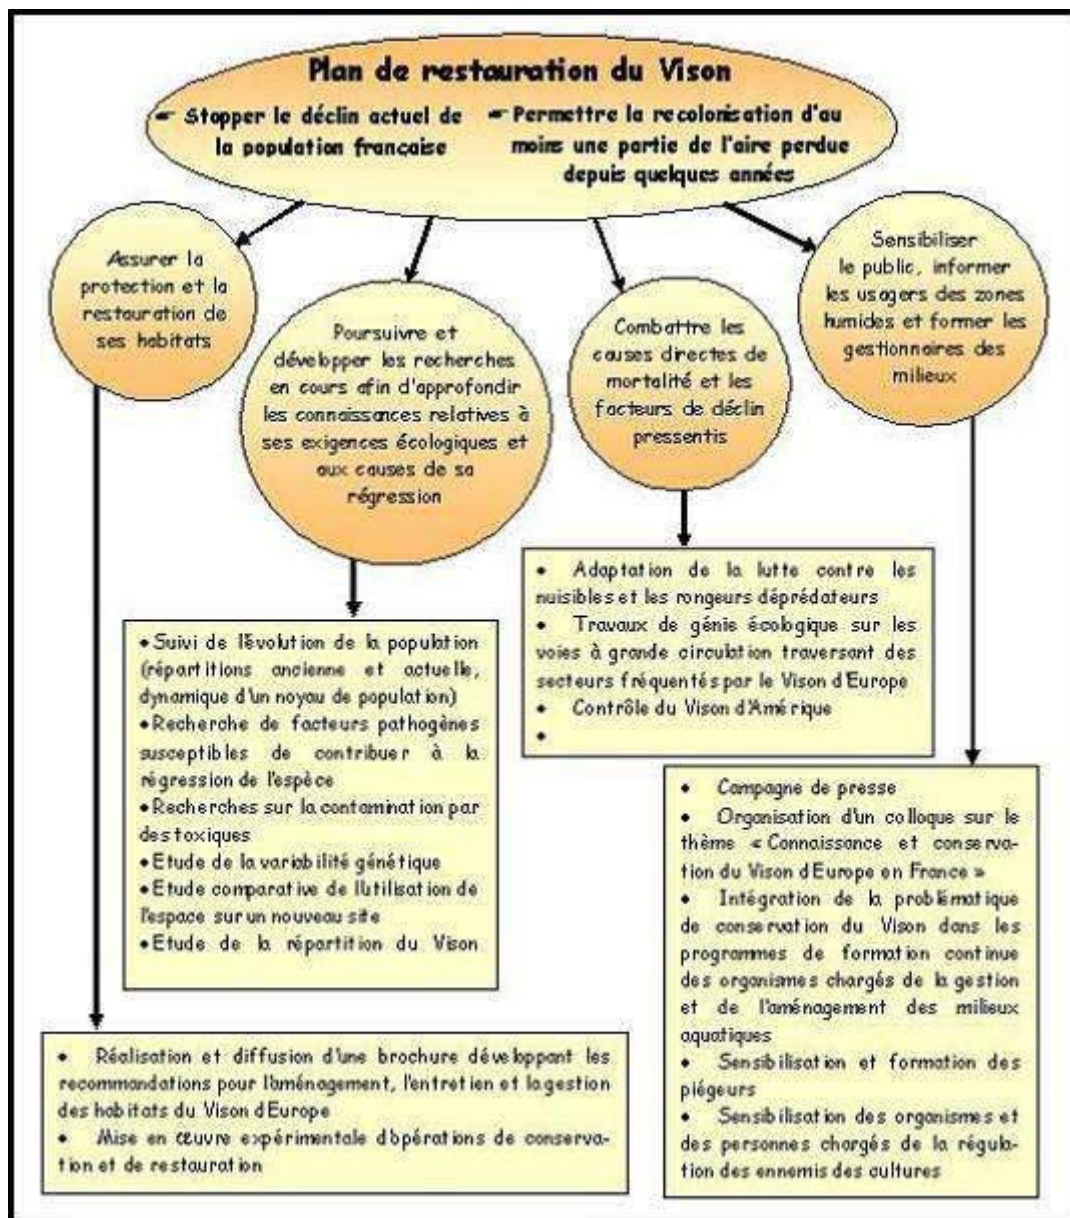 Plan de restauration du Vison
☛ Stopper le déclin actuel de
la population française
☛ Permettre la recolonisation d'au
moins une partie de l'aire perdue
depuis quelques années
Assurer la
protection et la
restauration de
ses habitats
Poursuivre et
développer les recherches
en cours afin d'approfondir
les connaissances relatives à
ses exigences écologiques et
aux causes de sa
régression
Combattre les
causes directes de
mortalité et les
facteurs de déclin
pressentis
Sensibiliser
le public, informer
les usagers des zones
humides et former les
gestionnaires des
milieux
• Adaptation de la lutte contre les
nuisibles et les rongeurs déprédateurs
• Travaux de génie écologique sur les
voies à grande circulation traversant des
secteurs fréquentés par le Vison d'Europe
• Contrôle du Vison d'Amérique
•
• Suivi de l'évolution de la population
(répartitions ancienne et actuelle,
dynamique d'un noyau de population)
• Recherche de facteurs pathogènes
susceptibles de contribuer à la
régression de l'espèce
• Recherches sur la contamination par
des toxiques
• Etude de la variabilité génétique
• Etude comparative de l'utilisation de
l'espace sur un nouveau site
• Etude de la répartition du Vison
• Campagne de presse
• Organisation d'un colloque sur le
thème « Connaissance et conserva-
tion du Vison d'Europe en France »
• Intégration de la problématique
de conservation du Vison dans les
programmes de formation continue
des organismes chargés de la gestion
et de l'aménagement des milieux
aquatiques
• Sensibilisation et formation des
piégeurs
• Sensibilisation des organismes et
des personnes chargés de la régula-
tion des ennemis des cultures
• Réalisation et diffusion d'une brochure développant les
recommandations pour l'aménagement, l'entretien et la gestion
des habitats du Vison d'Europe
• Mise en œuvre expérimentale d'opérations de conserva-
tion et de restauration